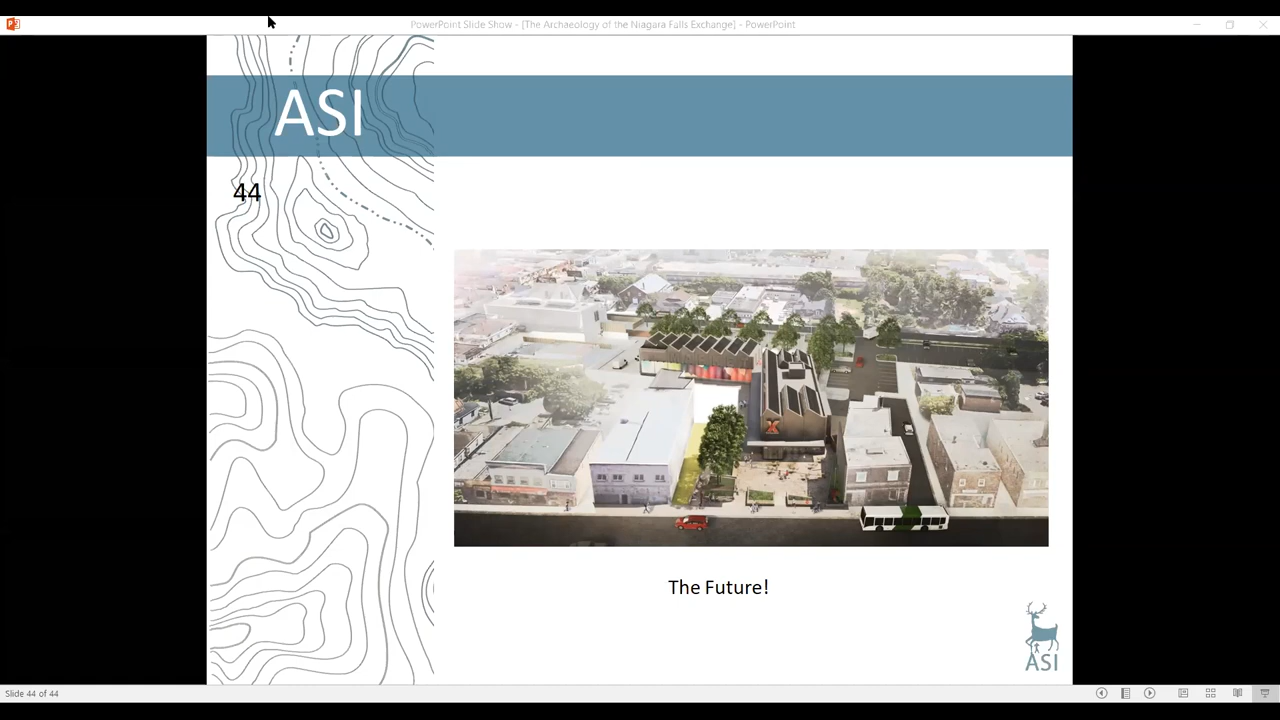 PowerPoint Slide Show - [The Archaeology of the Niagara Falls Exchange] - PowerPoint
ASI
44
X
The Future!
ASI
Slide 44 of 44